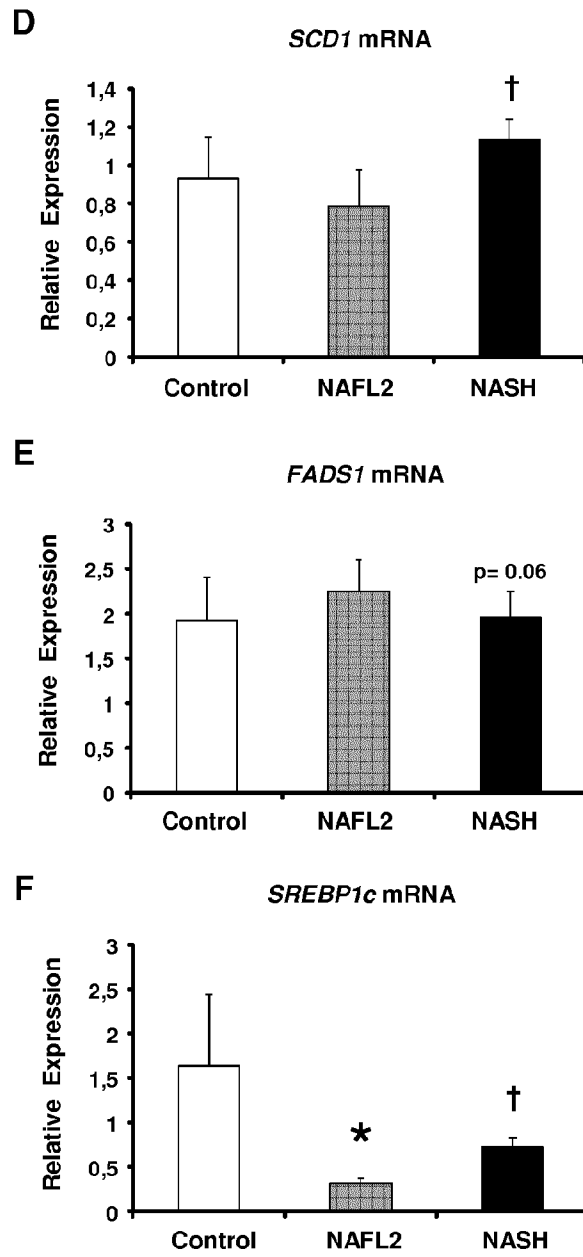 D
SCD1 mRNA
Relative Expression
1,4
1,2
1
0,8
0,6
0,4
0,2
0
†
Control NAFL2 NASH
E
FADS1 mRNA
Relative Expression
3
2,5
2
1,5
1
0,5
0
p= 0.06
Control NAFL2 NASH
F
SREBP1c mRNA
Relative Expression
3
2,5
2
1,5
1
0,5
0
*
†
Control NAFL2 NASH